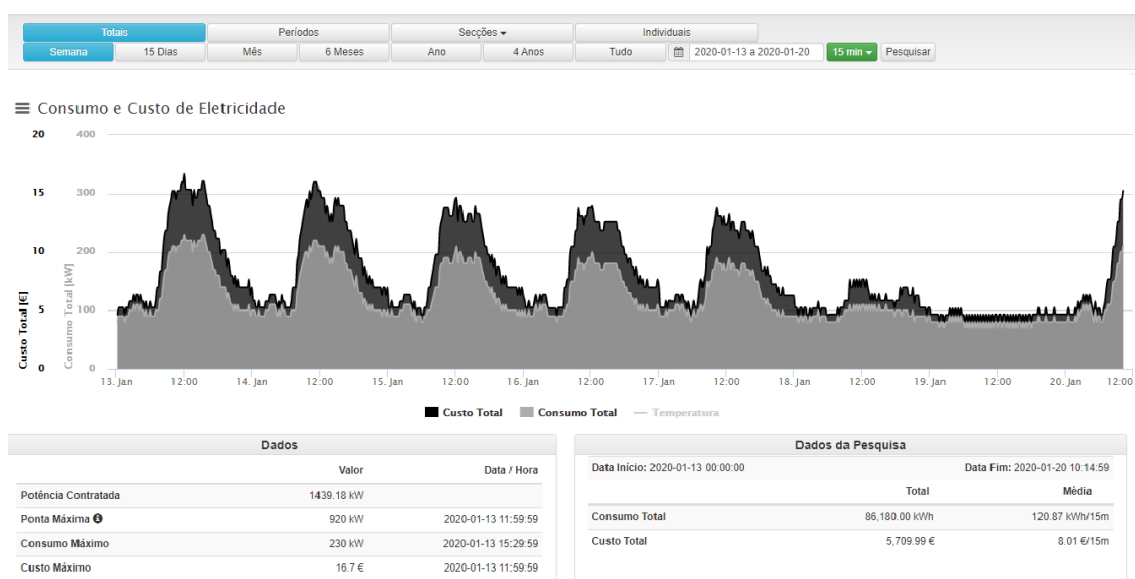 Totais Períodos Secções Individuais
Semana 15 Dias Mês 6 Meses Ano 4 Anos Tudo 2020-01-13 a 2020-01-20 15 min Pesquisar
Consumo e Custo de Eletricidade
20 400
15 300
10 200
5 100
0 0
Custo Total [€]
Consumo Total [kW]
13. Jan 12:00 14. Jan 12:00 15. Jan 12:00 16. Jan 12:00 17. Jan 12:00 18. Jan 12:00 19. Jan 12:00 20. Jan 12:00
Custo Total Consumo Total Temperatura
Dados
Valor Data / Hora
Potência Contratada 1439.18 kW
Ponta Máxima 920 kW 2020-01-13 11:59:59
Consumo Máximo 230 kW 2020-01-13 15:29:59
Custo Máximo 16.7 € 2020-01-13 11:59:59
Dados da Pesquisa
Data Início: 2020-01-13 00:00:00 Data Fim: 2020-01-20 10:14:59
Total Média
Consumo Total 86,180.00 kWh 120.87 kWh/15m
Custo Total 5,709.99 € 8.01 €/15m